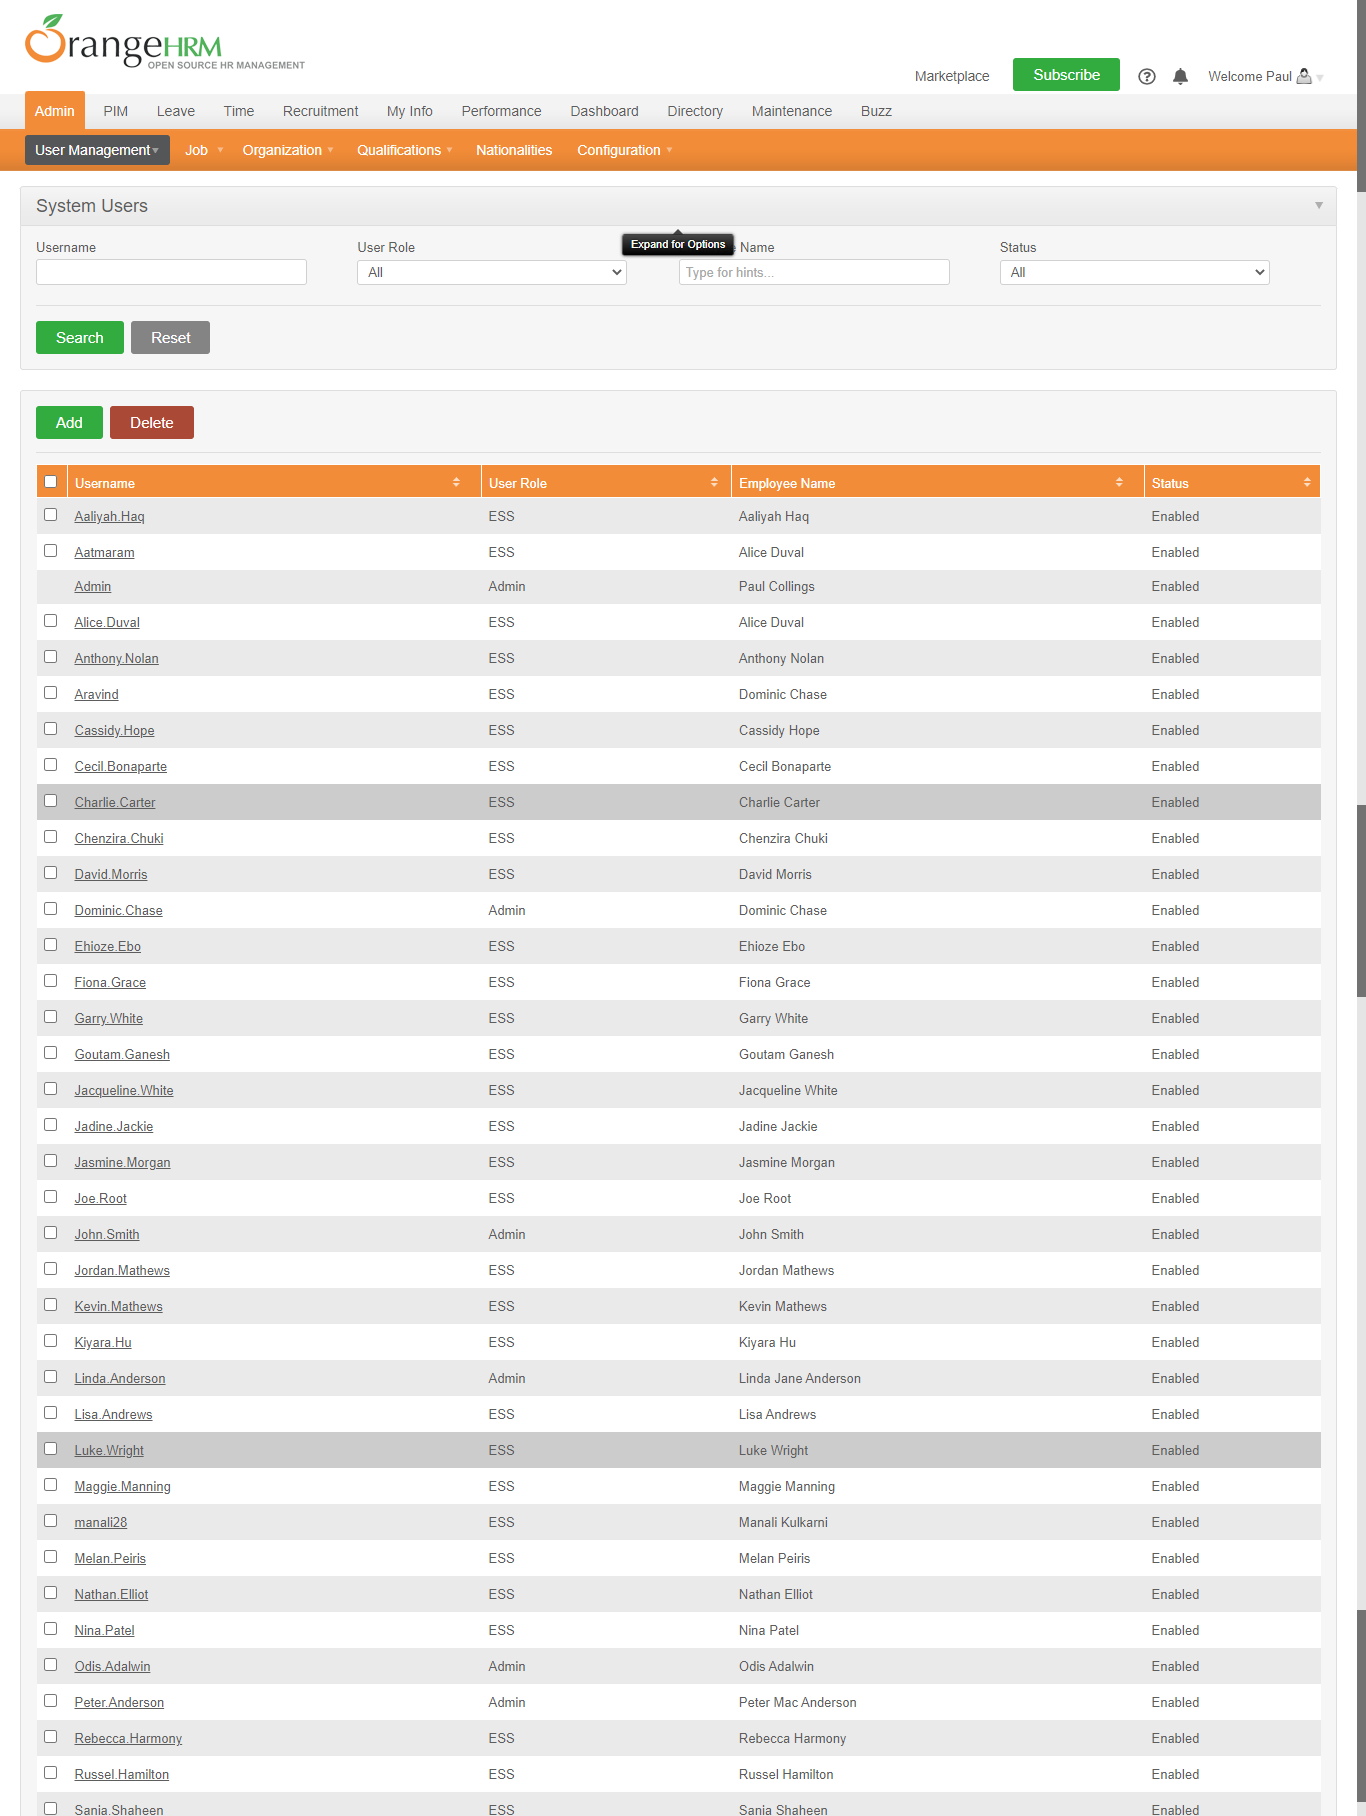 OrangeHRM
OPEN SOURCE HR MANAGEMENT
Marketplace Subscribe Welcome Paul
Admin PIM Leave Time Recruitment My Info Performance Dashboard Directory Maintenance Buzz
User Management Job Organization Qualifications Nationalities Configuration
System Users
Expand for Options
Username User Role Name Status
All Type for hints... All
Search Reset
Add Delete
Username User Role Employee Name Status
Aaliyah.Haq ESS Aaliyah Haq Enabled
Aatmaram ESS Alice Duval Enabled
Admin Admin Paul Collings Enabled
Alice.Duval ESS Alice Duval Enabled
Anthony.Nolan ESS Anthony Nolan Enabled
Aravind ESS Dominic Chase Enabled
Cassidy.Hope ESS Cassidy Hope Enabled
Cecil.Bonaparte ESS Cecil Bonaparte Enabled
Charlie.Carter ESS Charlie Carter Enabled
Chenzira.Chuki ESS Chenzira Chuki Enabled
David.Morris ESS David Morris Enabled
Dominic.Chase Admin Dominic Chase Enabled
Ehioze.Ebo ESS Ehioze Ebo Enabled
Fiona.Grace ESS Fiona Grace Enabled
Garry.White ESS Garry White Enabled
Goutam.Ganesh ESS Goutam Ganesh Enabled
Jacqueline.White ESS Jacqueline White Enabled
Jadine.Jackie ESS Jadine Jackie Enabled
Jasmine.Morgan ESS Jasmine Morgan Enabled
Joe.Root ESS Joe Root Enabled
John.Smith Admin John Smith Enabled
Jordan.Mathews ESS Jordan Mathews Enabled
Kevin.Mathews ESS Kevin Mathews Enabled
Kiyara.Hu ESS Kiyara Hu Enabled
Linda.Anderson Admin Linda Jane Anderson Enabled
Lisa.Andrews ESS Lisa Andrews Enabled
Luke.Wright ESS Luke Wright Enabled
Maggie.Manning ESS Maggie Manning Enabled
manali28 ESS Manali Kulkarni Enabled
Melan.Peiris ESS Melan Peiris Enabled
Nathan.Elliot ESS Nathan Elliot Enabled
Nina.Patel ESS Nina Patel Enabled
Odis.Adalwin Admin Odis Adalwin Enabled
Peter.Anderson Admin Peter Mac Anderson Enabled
Rebecca.Harmony ESS Rebecca Harmony Enabled
Russel.Hamilton ESS Russel Hamilton Enabled
Sania.Shaheen ESS Sania Shaheen Enabled